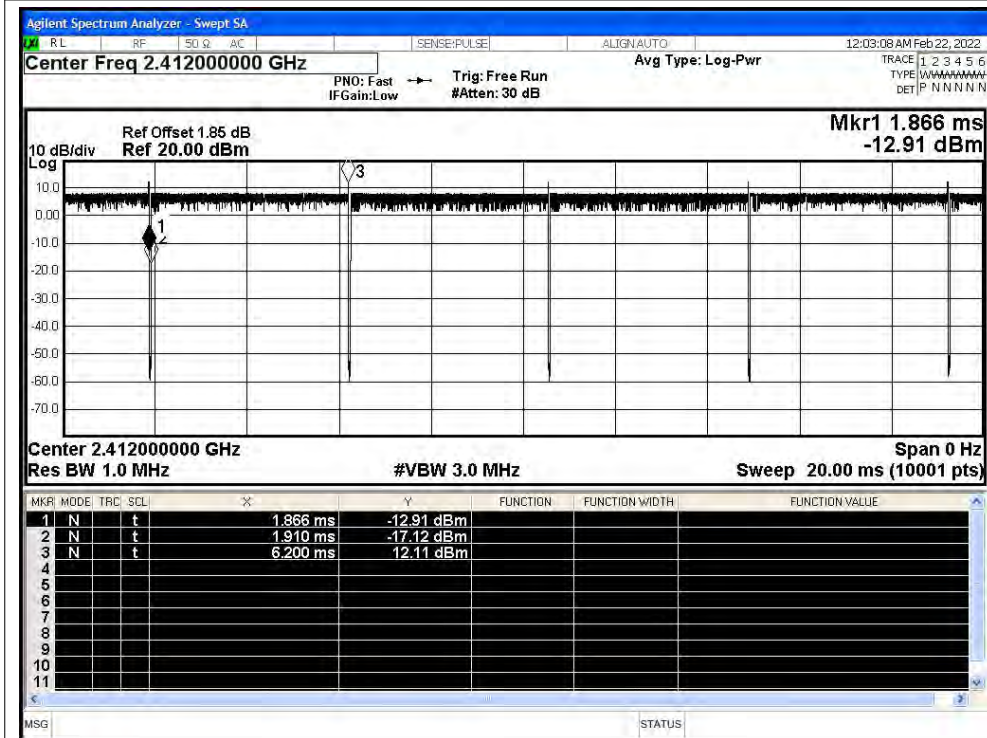 Agilent Spectrum Analyzer - Swept SA
LXI RL RF 50 Ω AC SENSE:PULSE ALIGN AUTO 12:03:08 AM Feb 22, 2022
Center Freq 2.412000000 GHz Avg Type: Log-Pwr TRACE 1 2 3 4 5 6
PNO: Fast Trig: Free Run TYPE
IFGain:Low #Atten: 30 dB DET P N N N N N
Mkr1 1.866 ms
Ref Offset 1.85 dB
10 dB/div Ref 20.00 dBm -12.91 dBm
Log
3
10.0
0.00
1
2
-10.0
-20.0
-30.0
-40.0
-50.0
-60.0
-70.0
Center 2.412000000 GHz Span 0 Hz
Res BW 1.0 MHz #VBW 3.0 MHz Sweep 20.00 ms (10001 pts)
MKR MODE TRC SCL X Y FUNCTION FUNCTION WIDTH FUNCTION VALUE
1 N t 1.866 ms -12.91 dBm
2 N t 1.910 ms -17.12 dBm
3 N t 6.200 ms 12.11 dBm
4
5
6
7
8
9
10
11
MSG STATUS